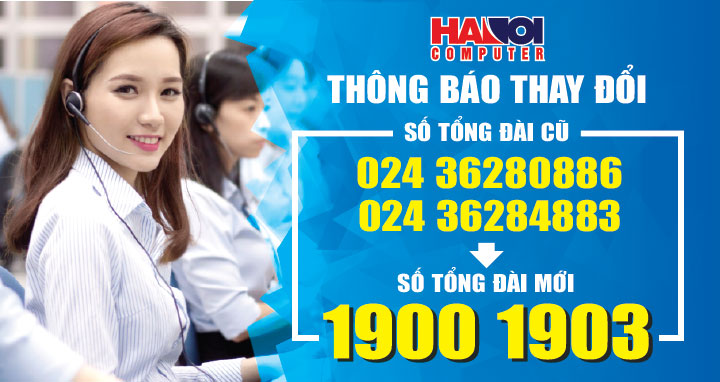 HANOI
COMPUTER
THÔNG BÁO THAY ĐỔI
SỐ TỔNG ĐÀI CŨ
024 36280886
024 36284883
SỐ TỔNG ĐÀI MỚI
1900 1903